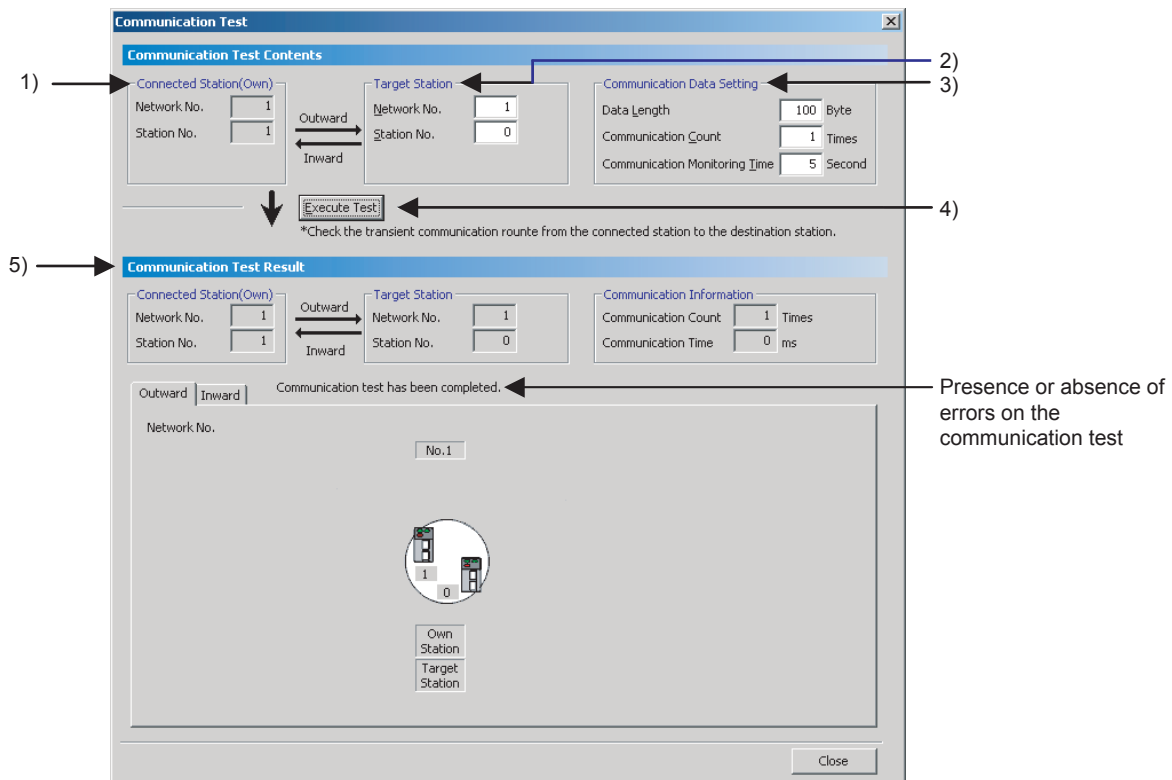 Communication Test
Communication Test Contents
1)
Connected Station(Own)
Network No. 1
Station No. 1
Outward
Inward
Target Station
Network No. 1
Station No. 0
2)
3)
Communication Data Setting
Data Length 100 Byte
Communication Count 1 Times
Communication Monitoring Time 5 Second
Execute Test
4)
*Check the transient communication rounte from the connected station to the destination station.
5)
Communication Test Result
Connected Station(Own)
Network No. 1
Station No. 1
Outward
Inward
Target Station
Network No. 1
Station No. 0
Communication Information
Communication Count 1 Times
Communication Time 0 ms
Outward Inward
Communication test has been completed.
Presence or absence of
errors on the
communication test
Network No.
No.1
1
0
Own
Station
Target
Station
Close